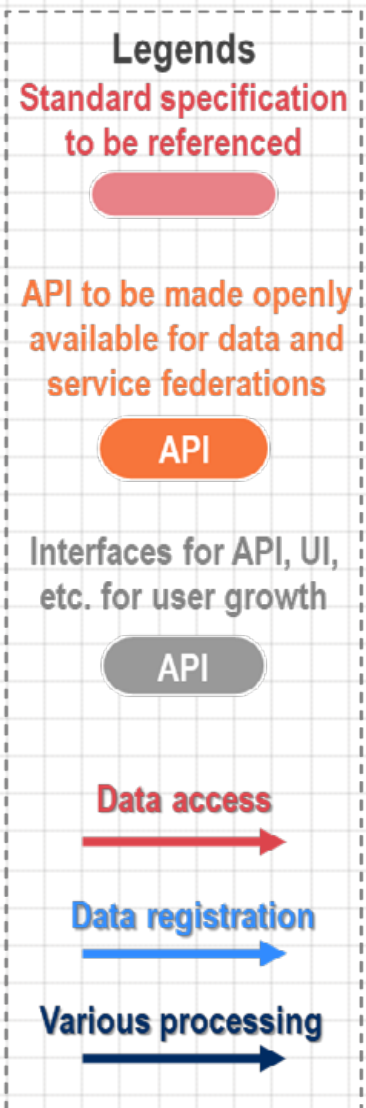 Legends
Standard specification
to be referenced
API to be made openly
available for data and
service federations
API
Interfaces for API, UI,
etc. for user growth
API
Data access
Data registration
Various processing